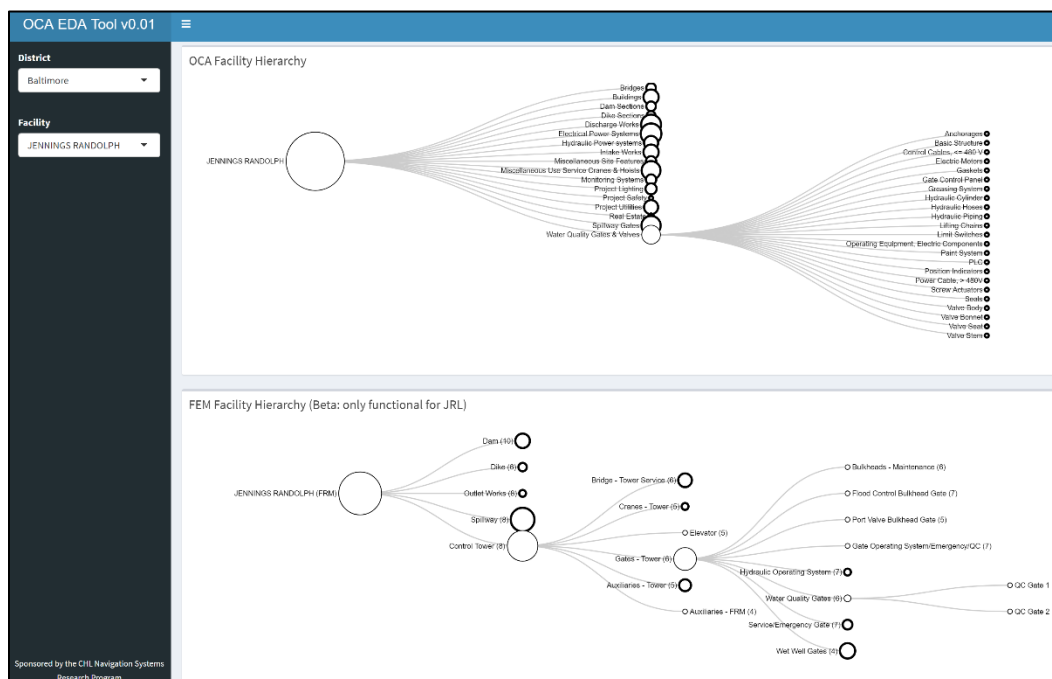 OCA EDA Tool v0.01
District
Baltimore
Facility
JENNINGS RANDOLPH
Sponsored by the CHL Navigation Systems
Research Program
OCA Facility Hierarchy
JENNINGS RANDOLPH
Bridges
Buildings
Dam Sections
Dike Sections
Discharge Works
Electrical Power Systems
Hydraulic Power systems
Intake Works
Miscellaneous Site Features
Miscellaneous Use Service Cranes & Hoists
Monitoring Systems
Project Lighting
Project Safety
Project Utilities
Real Estate
Spillway Gates
Water Quality Gates & Valves
Anchorages
Basic Structure
Control Cables, <= 480 V
Electric Motors
Gaskets
Gate Control Panel
Greasing System
Hydraulic Cylinder
Hydraulic Hoses
Hydraulic Piping
Lifting Chains
Limit Switches
Operating Equipment, Electric Components
Paint System
PLC
Position Indicators
Power Cable, > 480V
Screw Actuators
Seals
Valve Body
Valve Bonnet
Valve Seat
Valve Stem
FEM Facility Hierarchy (Beta: only functional for JRL)
JENNINGS RANDOLPH (FRM)
Dam (10)
Dike (6)
Outlet Works (8)
Spillway (8)
Control Tower (8)
Bridge - Tower Service (6)
Cranes - Tower (5)
Elevator (5)
Gates - Tower (6)
Auxiliaries - Tower (5)
Auxiliaries - FRM (4)
Bulkheads - Maintenance (6)
Flood Control Bulkhead Gate (7)
Port Valve Bulkhead Gate (5)
Gate Operating System/Emergency/QC (7)
Hydraulic Operating System (7)
Water Quality Gates (6)
Service/Emergency Gate (7)
Wet Well Gates (4)
QC Gate 1
QC Gate 2